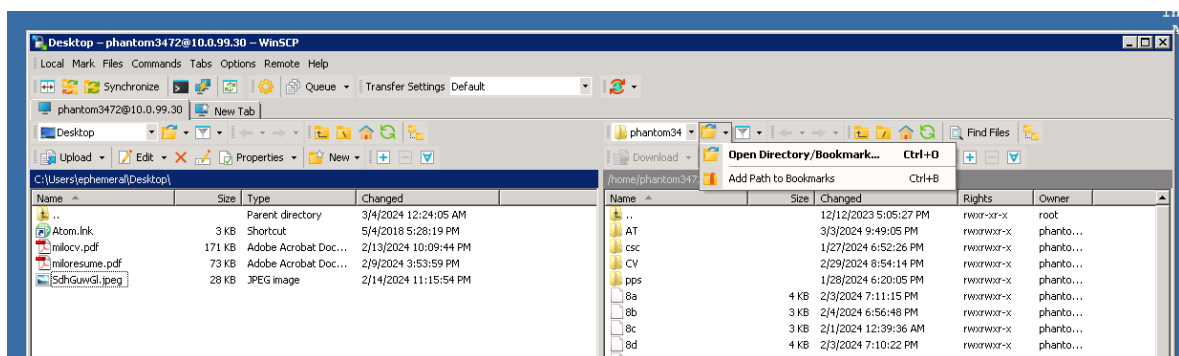 Desktop – phantom3472@10.0.99.30 – WinSCP
Local Mark Files Commands Tabs Options Remote Help
Synchronize Queue Transfer Settings Default
phantom3472@10.0.99.30 New Tab
Desktop
phantom34 Find Files
Upload Edit Properties New
Download
Open Directory/Bookmark... Ctrl+O
Add Path to Bookmarks Ctrl+B
C:\Users\ephemeral\Desktop\
/home/phantom347
Name Size Type Changed
.. Parent directory 3/4/2024 12:24:05 AM
Atom.lnk 3 KB Shortcut 5/4/2018 5:28:19 PM
milocv.pdf 171 KB Adobe Acrobat Doc... 2/13/2024 10:09:44 PM
miloresume.pdf 73 KB Adobe Acrobat Doc... 2/9/2024 3:53:59 PM
SdhGuwGl.jpeg 28 KB JPEG image 2/14/2024 11:15:54 PM
Name Size Changed Rights Owner
.. 12/12/2023 5:05:27 PM rwxr-xr-x root
AT 3/3/2024 9:49:05 PM rwxrwxr-x phanto...
csc 1/27/2024 6:52:26 PM rwxrwxr-x phanto...
CV 2/29/2024 8:54:14 PM rwxrwxr-x phanto...
pps 1/28/2024 6:20:05 PM rwxrwxr-x phanto...
8a 4 KB 2/3/2024 7:11:15 PM rwxrwxr-x phanto...
8b 3 KB 2/4/2024 6:56:48 PM rwxrwxr-x phanto...
8c 3 KB 2/1/2024 12:39:36 AM rwxrwxr-x phanto...
8d 4 KB 2/3/2024 7:10:22 PM rwxrwxr-x phanto...